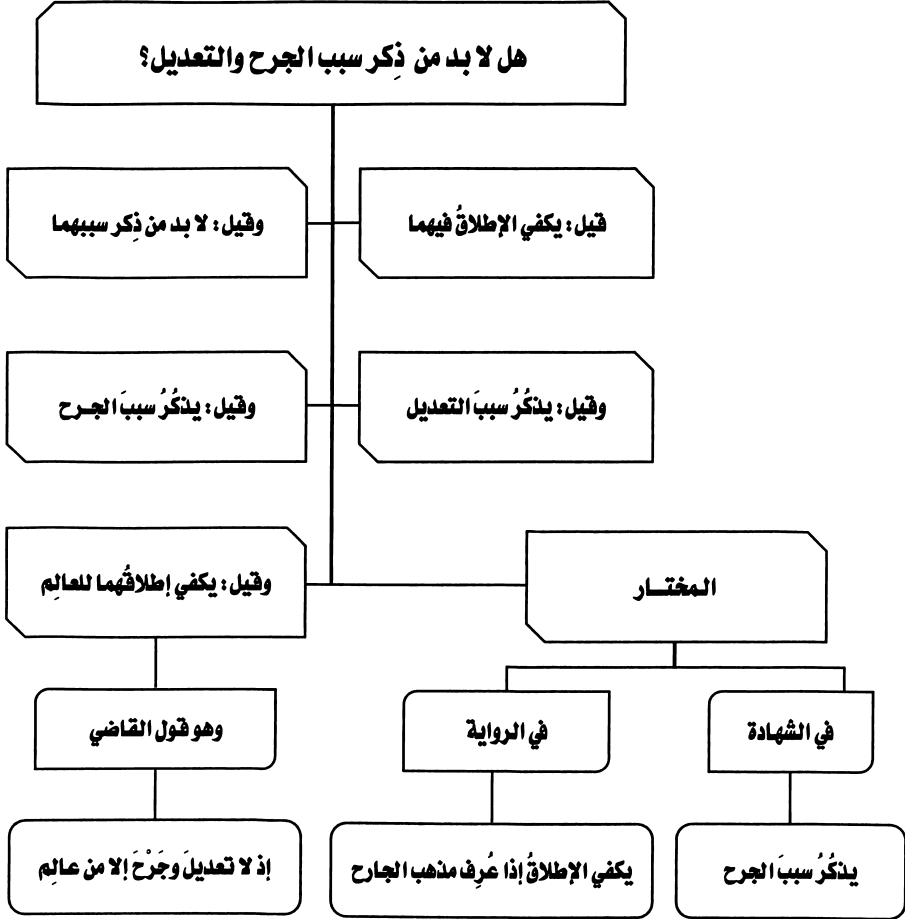 هل لا بد من ذِكر سبب الجرح والتعديل؟
قيل: يكفي الإطلاقُ فيهما
وقيل: لا بد من ذِكر سببهما
وقيل: يذكُرُ سببَ التعديل
وقيل: يذكُرُ سببَ الجـرح
المختــار
وقيل: يكفي إطلاقُهما للعالِم
في الشهادة
في الرواية
وهو قول القاضي
يذكُرُ سببَ الجرح
يكفي الإطلاقُ إذا عُرِف مذهب الجارح
إذ لا تعديلَ وجَرْحَ إلا من عالِم